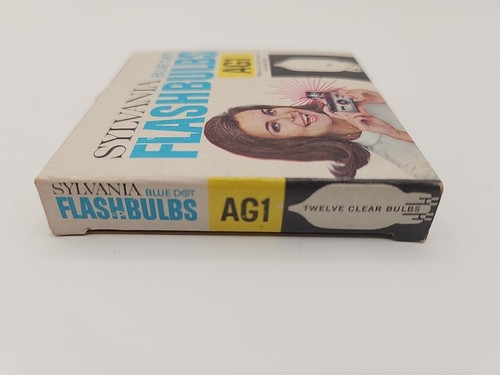 SYLVANIA
BLUE DOT
FLASHBULBS
AG1
SYLVANIA BLUE DOT
FLASHBULBS
AG1
TWELVE CLEAR BULBS